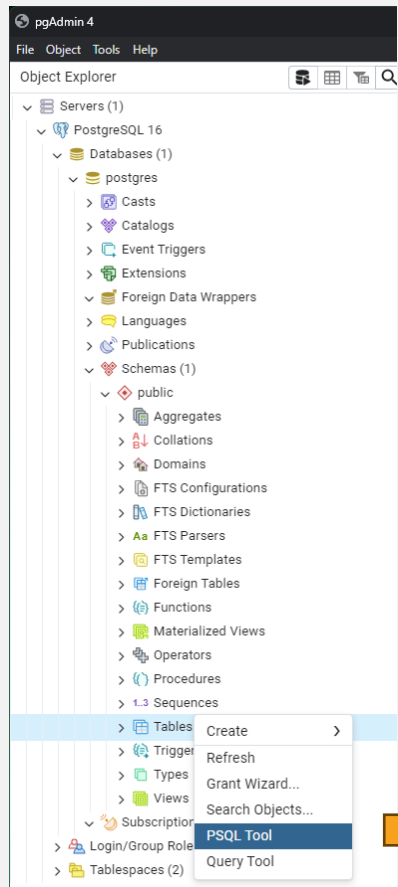 pgAdmin 4
File Object Tools Help
Object Explorer
Servers (1)
PostgreSQL 16
Databases (1)
postgres
Casts
Catalogs
Event Triggers
Extensions
Foreign Data Wrappers
Languages
Publications
Schemas (1)
public
Aggregates
Collations
Domains
FTS Configurations
FTS Dictionaries
Aa FTS Parsers
FTS Templates
Foreign Tables
Functions
Materialized Views
Operators
Procedures
1..3 Sequences
Tables
Create
Trigger
Refresh
Types
Grant Wizard...
Views
Search Objects...
Subscription
PSQL Tool
Login/Group Role
Query Tool
Tablespaces (2)